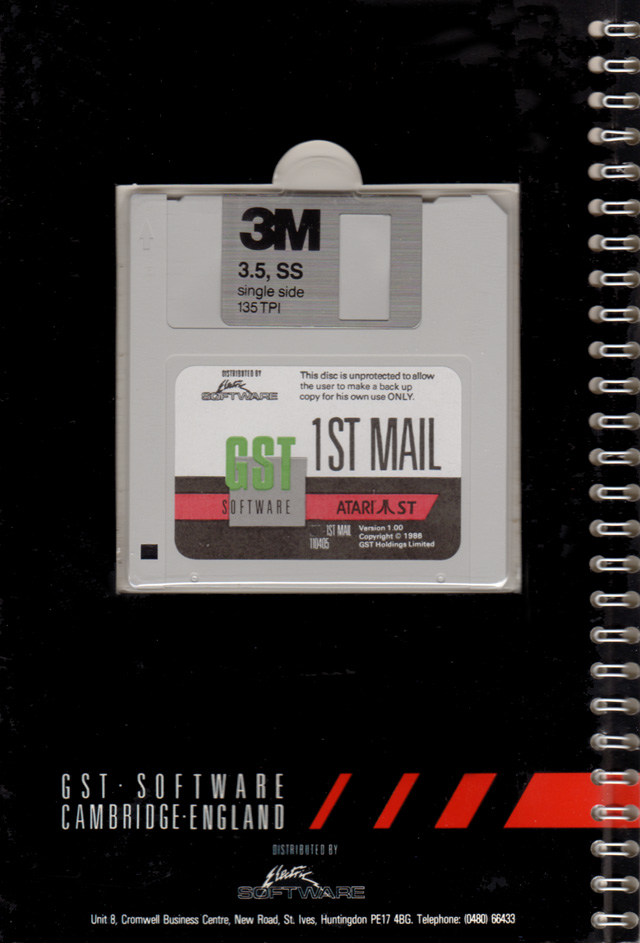 3M
3.5, SS
single side
135 TPI
DISTRIBUTED BY
Electric
SOFTWARE
This disc is unprotected to allow
the user to make a back up
copy for his own use ONLY.
1ST MAIL
GST
SOFTWARE
ATARI ST
1ST MAIL
110405
Version 1.00
Copyright © 1986
GST Holdings Limited
GST·SOFTWARE
CAMBRIDGE·ENGLAND
DISTRIBUTED BY
Electric
SOFTWARE
Unit 8, Cromwell Business Centre, New Road, St. Ives, Huntingdon PE17 4BG. Telephone: (0480) 66433